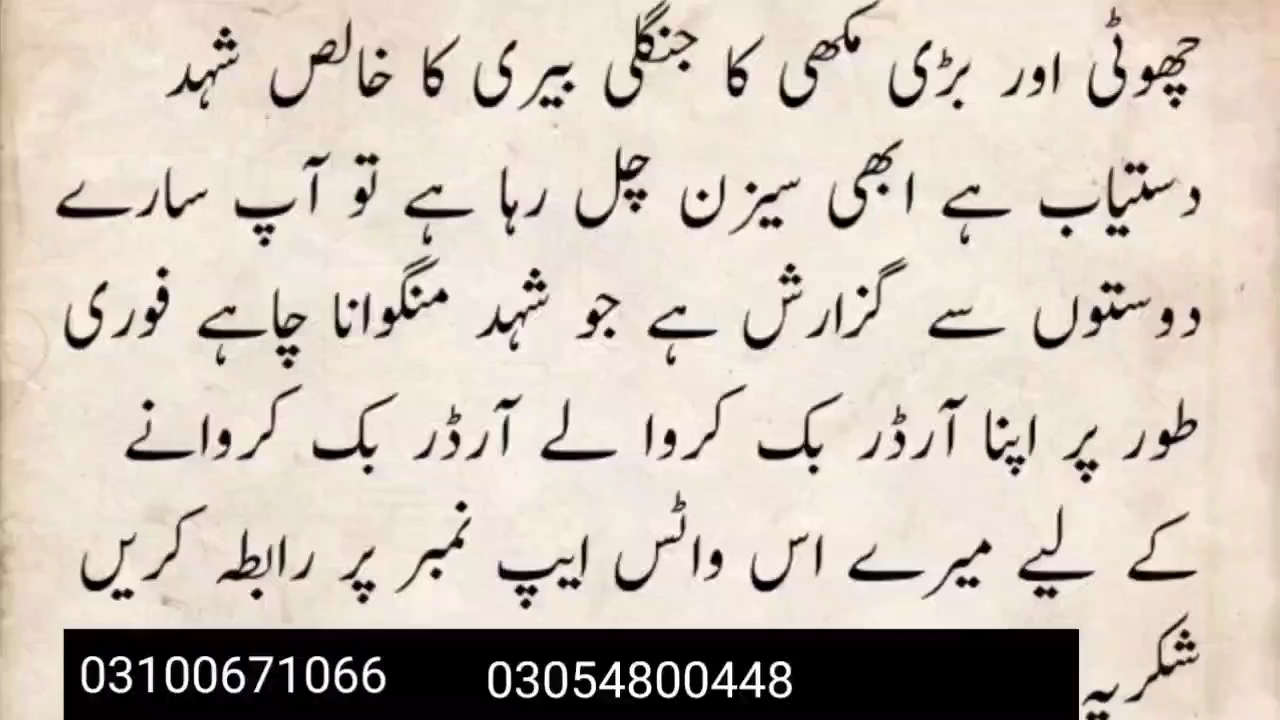 چھوٹی اور بڑی مکھی کا جنگلی بیری کا خالص شہد
دستیاب ہے ابھی سیزن چل رہا ہے تو آپ سارے
دوستوں سے گزارش ہے جو شہد منگوانا چاہے فوری
طور پر اپنا آرڈر بک کروا لے آرڈر بک کروانے
کے لیے میرے اس واٹس ایپ نمبر پر رابطہ کریں
شکریہ
03100671066 03054800448